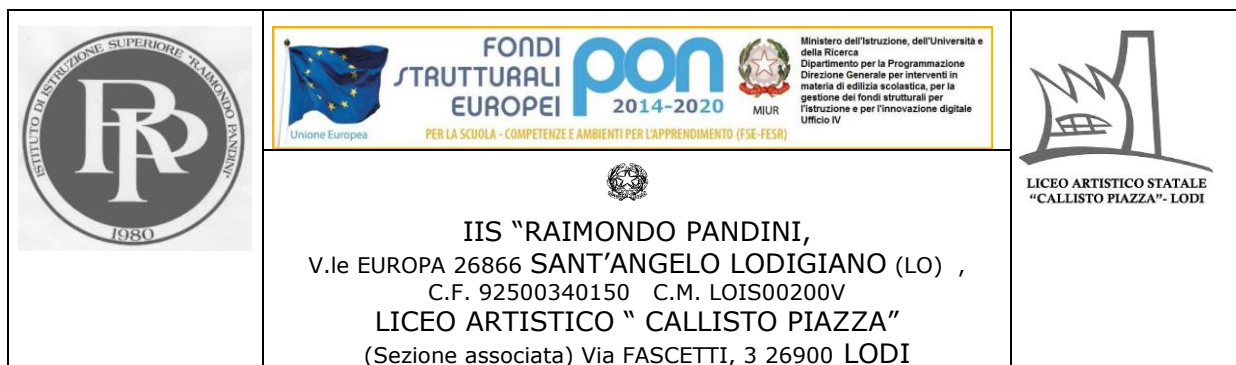 ISTITUTO DI ISTRUZIONE SUPERIORE "RAIMONDO PANDINI"
RP
1980
Unione Europea
FONDI
STRUTTURALI
EUROPEI
pon
2014-2020
MIUR
Ministero dell'Istruzione, dell'Università e
della Ricerca
Dipartimento per la Programmazione
Direzione Generale per interventi in
materia di edilizia scolastica, per la
gestione dei fondi strutturali per
l'istruzione e per l'innovazione digitale
Ufficio IV
PER LA SCUOLA - COMPETENZE E AMBIENTI PER L'APPRENDIMENTO (FSE-FESR)
IIS “RAIMONDO PANDINI,
V.le EUROPA 26866 SANT’ANGELO LODIGIANO (LO) ,
C.F. 92500340150 C.M. LOIS00200V
LICEO ARTISTICO “ CALLISTO PIAZZA”
(Sezione associata) Via FASCETTI, 3 26900 LODI
LICEO ARTISTICO STATALE
“CALLISTO PIAZZA”- LODI